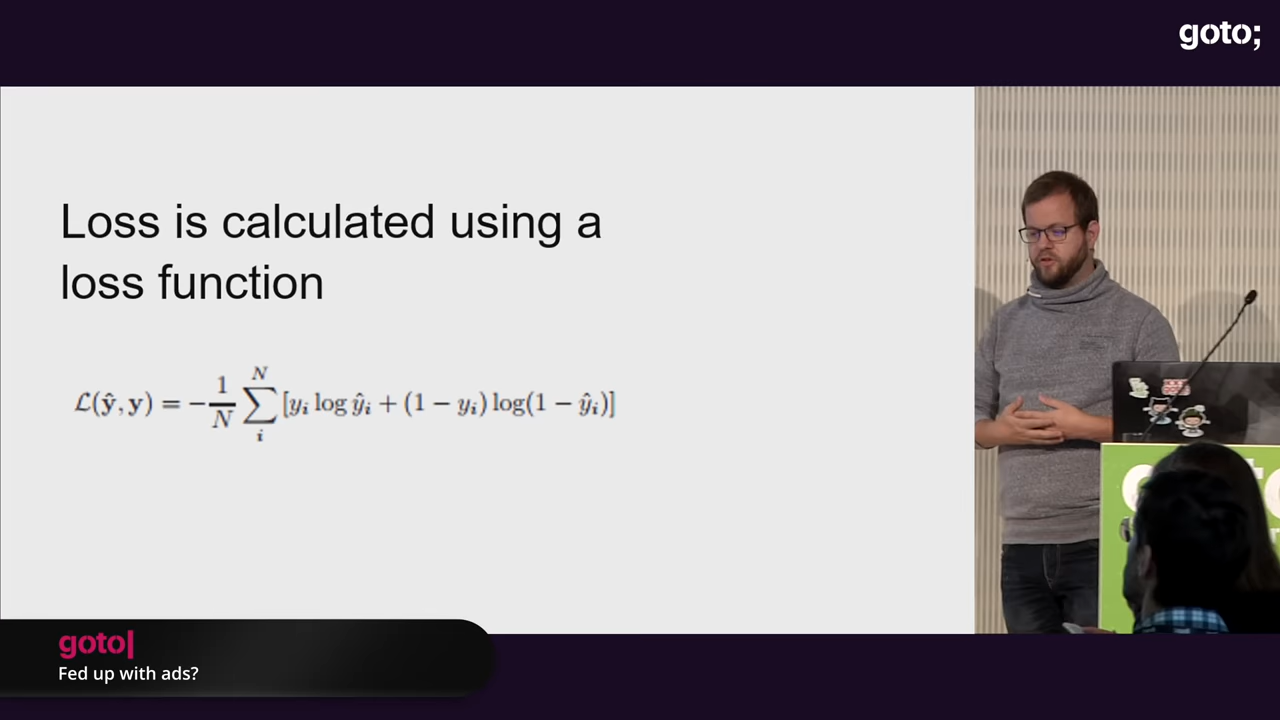 goto;
Loss is calculated using a
loss function
ℒ(ŷ, y) = −1/N ∑_i^N [y_i log ŷ_i + (1 − y_i) log(1 − ŷ_i)]
goto|
Fed up with ads?